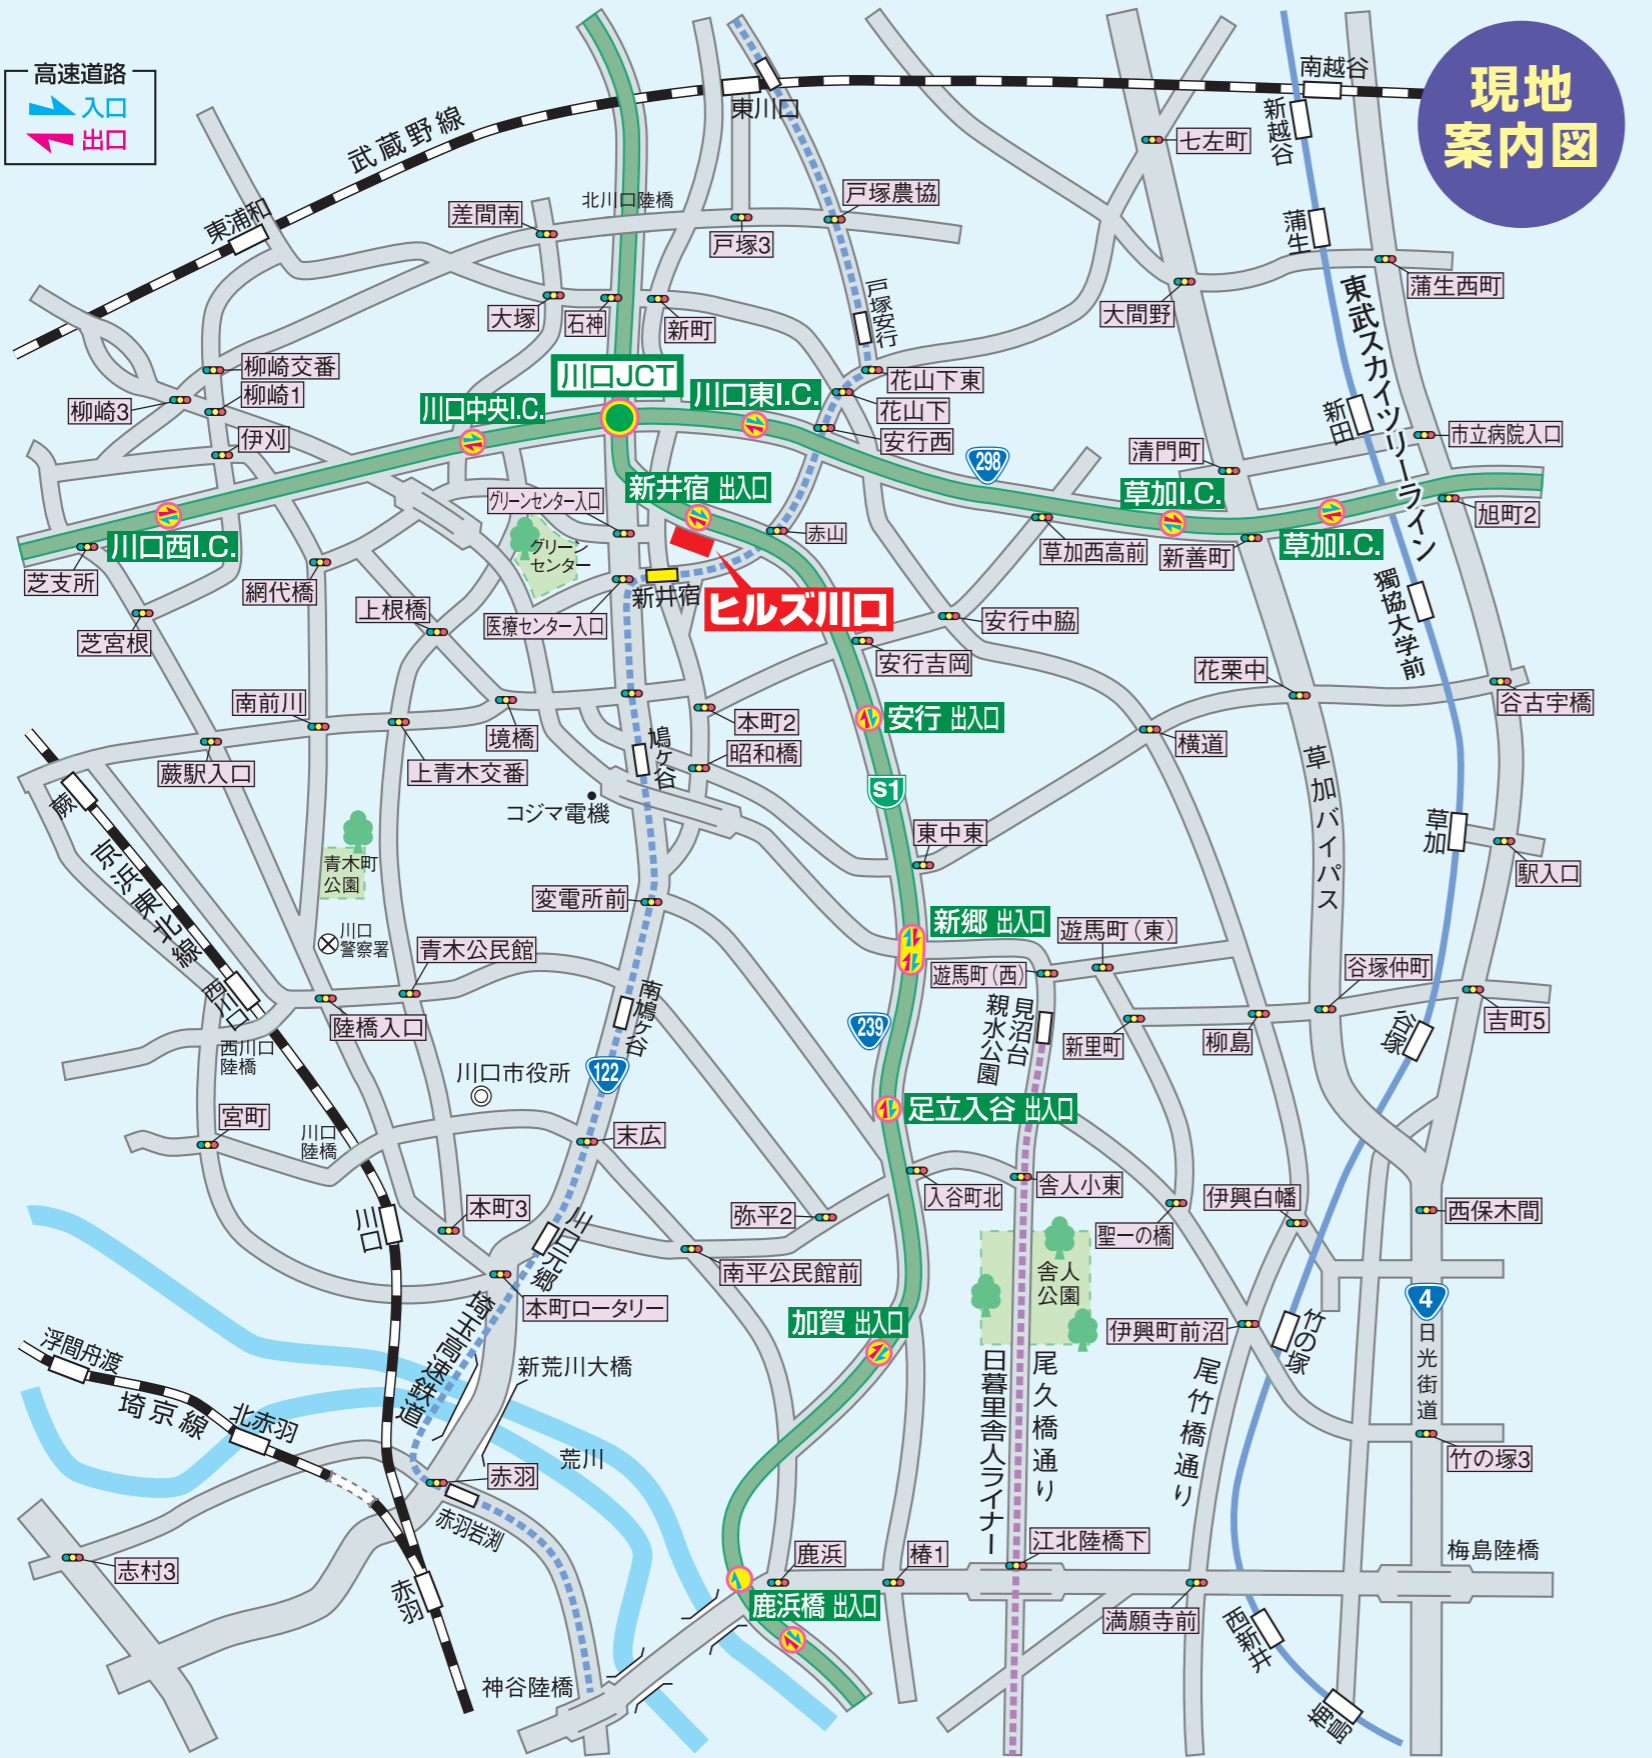 現地
案内図
高速道路
入口
出口
武蔵野線
東浦和
東川口
南越谷
新越谷
七左町
北川口陸橋
差間南
戸塚農協
戸塚3
蒲生
大塚
石神
新町
戸塚安行
大間野
蒲生西町
東武スカイツリーライン
柳崎交番
柳崎1
柳崎3
伊刈
川口JCT
川口中央I.C.
川口東I.C.
花山下東
花山下
安行西
新田
市立病院入口
清門町
298
草加I.C.
草加I.C.
旭町2
新善町
草加西高前
川口西I.C.
芝支所
芝宮根
網代橋
上根橋
グリーンセンター入口
グリーン
センター
新井宿 出入口
赤山
新井宿
医療センター入口
ヒルズ川口
安行中脇
安行吉岡
獨協大学前
花栗中
谷古宇橋
南前川
境橋
本町2
昭和橋
安行 出入口
横道
蕨駅入口
上青木交番
鳩ヶ谷
コジマ電機
S1
草加バイパス
草加
駅入口
蕨
京浜東北線
青木町
公園
川口
警察署
東中東
変電所前
新郷 出入口
遊馬町(東)
遊馬町(西)
谷塚仲町
青木公民館
西川口
陸橋入口
西川口
陸橋
南鳩ヶ谷
239
見沼台
親水公園
新里町
柳島
吉町5
谷塚
川口市役所
122
足立入谷 出入口
宮町
川口
陸橋
末広
入谷町北
舎人小東
聖一の橋
伊興白幡
西保木間
川口
本町3
弥平2
川口元郷
南平公民館前
本町ロータリー
舎人
公園
4
日光街道
加賀 出入口
伊興町前沼
竹の塚
浮間舟渡
埼京線
北赤羽
埼玉高速鉄道
新荒川大橋
荒川
日暮里舎人ライナー
尾久橋通り
尾竹橋通り
竹の塚3
赤羽
赤羽岩渕
志村3
赤羽
鹿浜
椿1
江北陸橋下
梅島陸橋
鹿浜橋 出入口
満願寺前
西新井
神谷陸橋
梅島